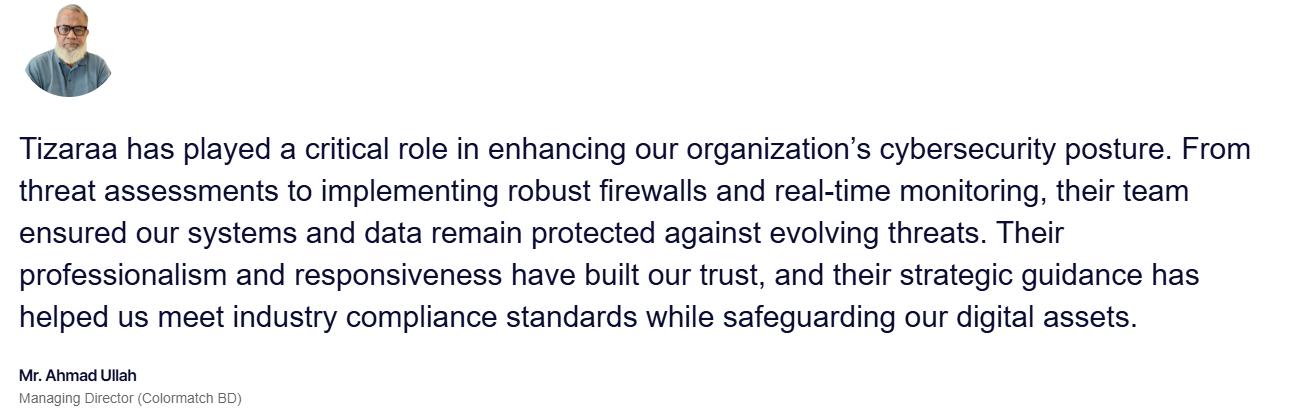 Tizaraa has played a critical role in enhancing our organization’s cybersecurity posture. From
threat assessments to implementing robust firewalls and real-time monitoring, their team
ensured our systems and data remain protected against evolving threats. Their
professionalism and responsiveness have built our trust, and their strategic guidance has
helped us meet industry compliance standards while safeguarding our digital assets.
Mr. Ahmad Ullah
Managing Director (Colormatch BD)